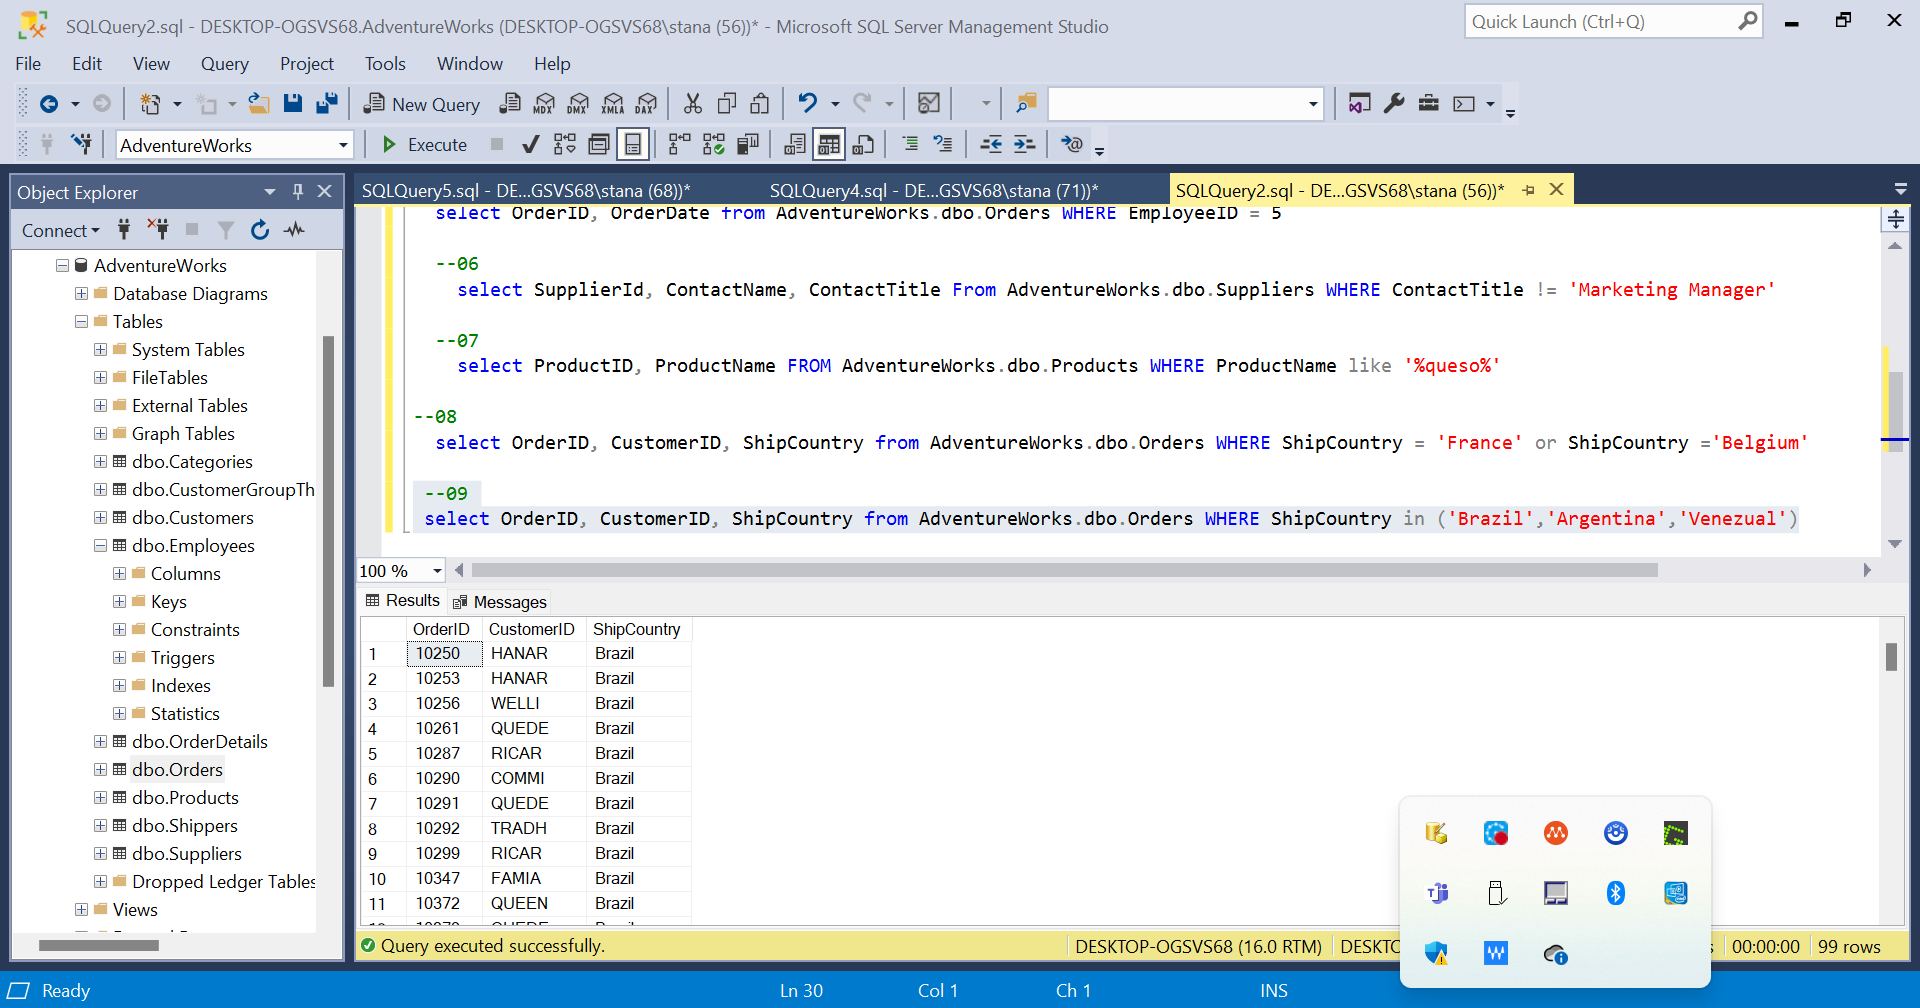 SQLQuery2.sql - DESKTOP-OGSVS68.AdventureWorks (DESKTOP-OGSVS68\stana (56))* - Microsoft SQL Server Management Studio
Quick Launch (Ctrl+Q)
File Edit View Query Project Tools Window Help
New Query MDX DMX XMLA DAX
AdventureWorks Execute
Object Explorer
SQLQuery5.sql - DE...GSVS68\stana (68))* SQLQuery4.sql - DE...GSVS68\stana (71))* SQLQuery2.sql - DE...GSVS68\stana (56))*
Connect
AdventureWorks
Database Diagrams
Tables
System Tables
FileTables
External Tables
Graph Tables
dbo.Categories
dbo.CustomerGroupTh
dbo.Customers
dbo.Employees
Columns
Keys
Constraints
Triggers
Indexes
Statistics
dbo.OrderDetails
dbo.Orders
dbo.Products
dbo.Shippers
dbo.Suppliers
Dropped Ledger Tables
Views
select OrderID, OrderDate from AdventureWorks.dbo.Orders WHERE EmployeeID = 5
--06
select SupplierId, ContactName, ContactTitle From AdventureWorks.dbo.Suppliers WHERE ContactTitle != 'Marketing Manager'
--07
select ProductID, ProductName FROM AdventureWorks.dbo.Products WHERE ProductName like '%queso%'
--08
select OrderID, CustomerID, ShipCountry from AdventureWorks.dbo.Orders WHERE ShipCountry = 'France' or ShipCountry ='Belgium'
--09
select OrderID, CustomerID, ShipCountry from AdventureWorks.dbo.Orders WHERE ShipCountry in ('Brazil','Argentina','Venezual')
100 %
Results Messages
OrderID CustomerID ShipCountry
1 10250 HANAR Brazil
2 10253 HANAR Brazil
3 10256 WELLI Brazil
4 10261 QUEDE Brazil
5 10287 RICAR Brazil
6 10290 COMMI Brazil
7 10291 QUEDE Brazil
8 10292 TRADH Brazil
9 10299 RICAR Brazil
10 10347 FAMIA Brazil
11 10372 QUEEN Brazil
Query executed successfully. DESKTOP-OGSVS68 (16.0 RTM) DESKTC 00:00:00 99 rows
Ready Ln 30 Col 1 Ch 1 INS